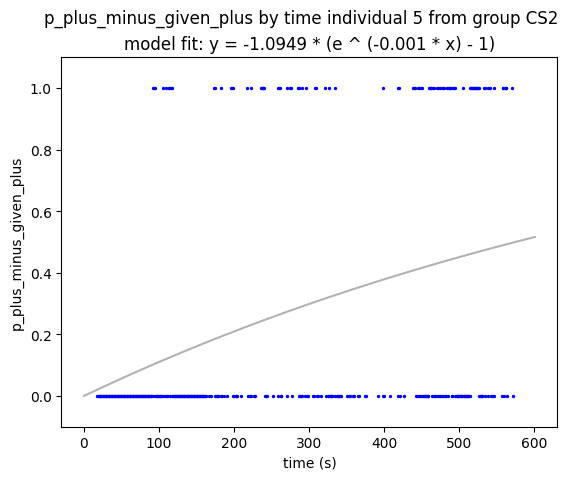 p_plus_minus_given_plus by time individual 5 from group CS2
model fit: y = -1.0949 * (e ^ (-0.001 * x) - 1)
p_plus_minus_given_plus
1.0
0.8
0.6
0.4
0.2
0.0
0 100 200 300 400 500 600
time (s)